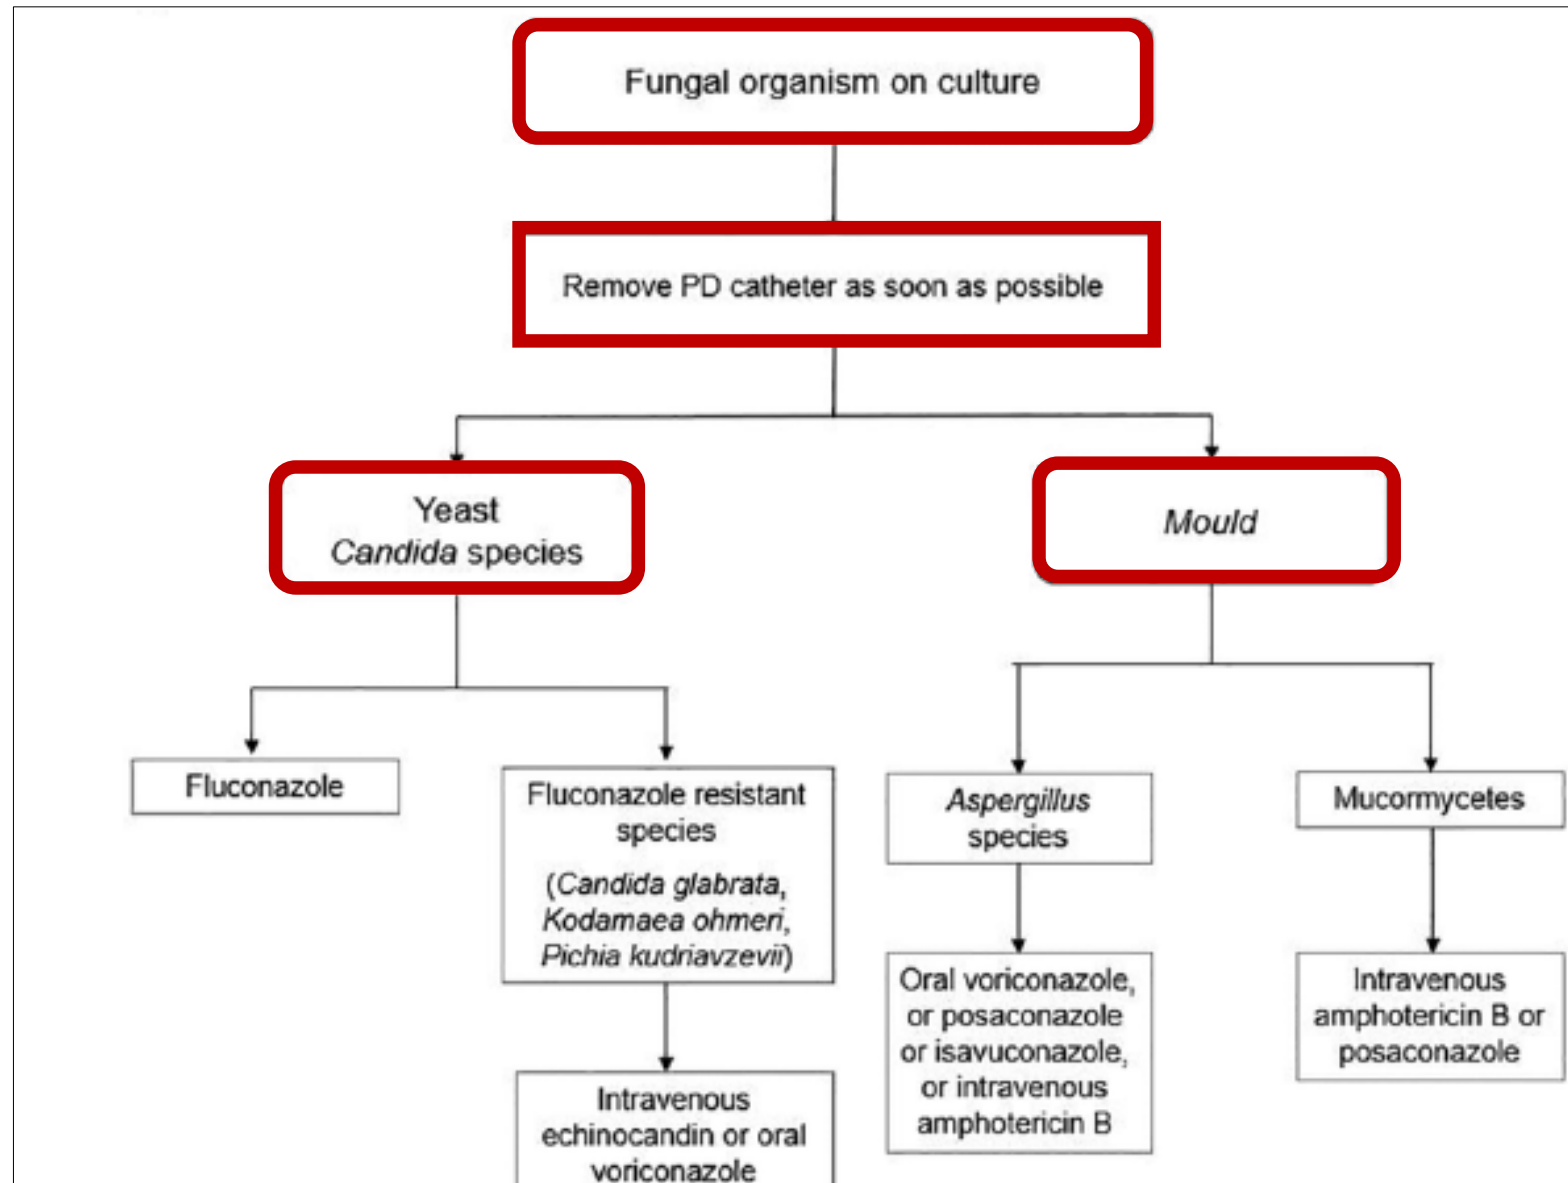 Fungal organism on culture
Remove PD catheter as soon as possible
Yeast
Candida species
Mould
Fluconazole
Fluconazole resistant
species
(Candida glabrata,
Kodamaea ohmeri,
Pichia kudriavzevii)
Intravenous
echinocandin or oral
voriconazole
Aspergillus
species
Oral voriconazole,
or posaconazole
or isavuconazole,
or intravenous
amphotericin B
Mucormycetes
Intravenous
amphotericin B or
posaconazole